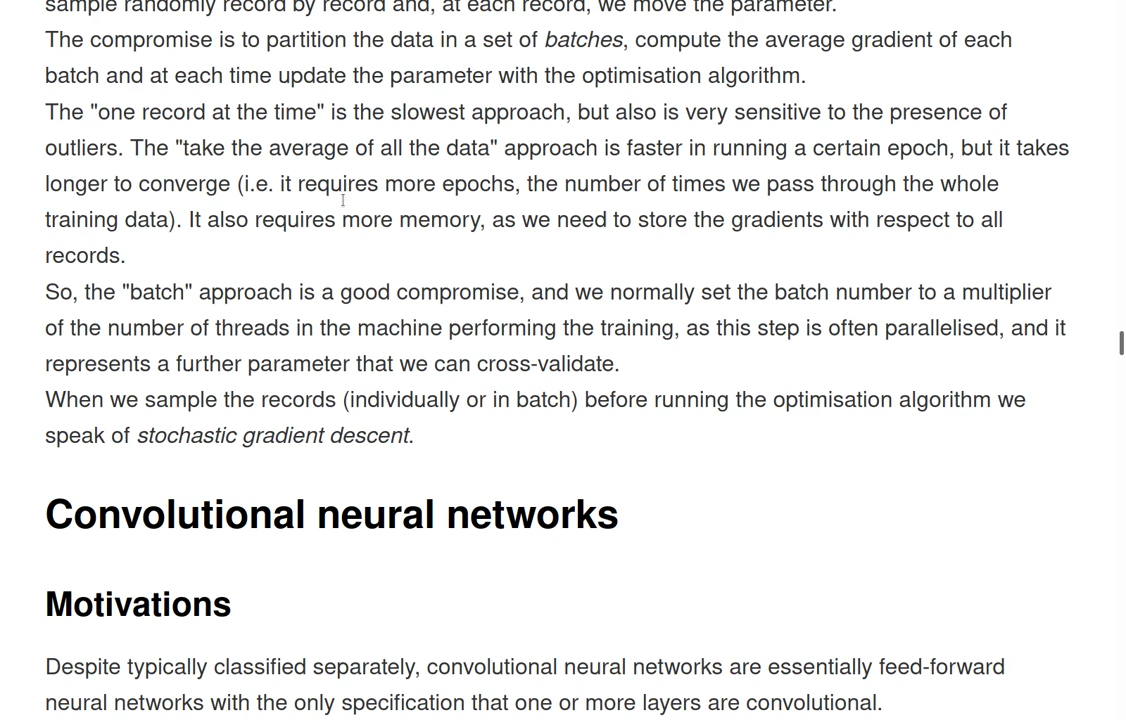 sample randomly record by record and, at each record, we move the parameter.
The compromise is to partition the data in a set of batches, compute the average gradient of each
batch and at each time update the parameter with the optimisation algorithm.
The "one record at the time" is the slowest approach, but also is very sensitive to the presence of
outliers. The "take the average of all the data" approach is faster in running a certain epoch, but it takes
longer to converge (i.e. it requires more epochs, the number of times we pass through the whole
training data). It also requires more memory, as we need to store the gradients with respect to all
records.
So, the "batch" approach is a good compromise, and we normally set the batch number to a multiplier
of the number of threads in the machine performing the training, as this step is often parallelised, and it
represents a further parameter that we can cross-validate.
When we sample the records (individually or in batch) before running the optimisation algorithm we
speak of stochastic gradient descent.
Convolutional neural networks
Motivations
Despite typically classified separately, convolutional neural networks are essentially feed-forward
neural networks with the only specification that one or more layers are convolutional.